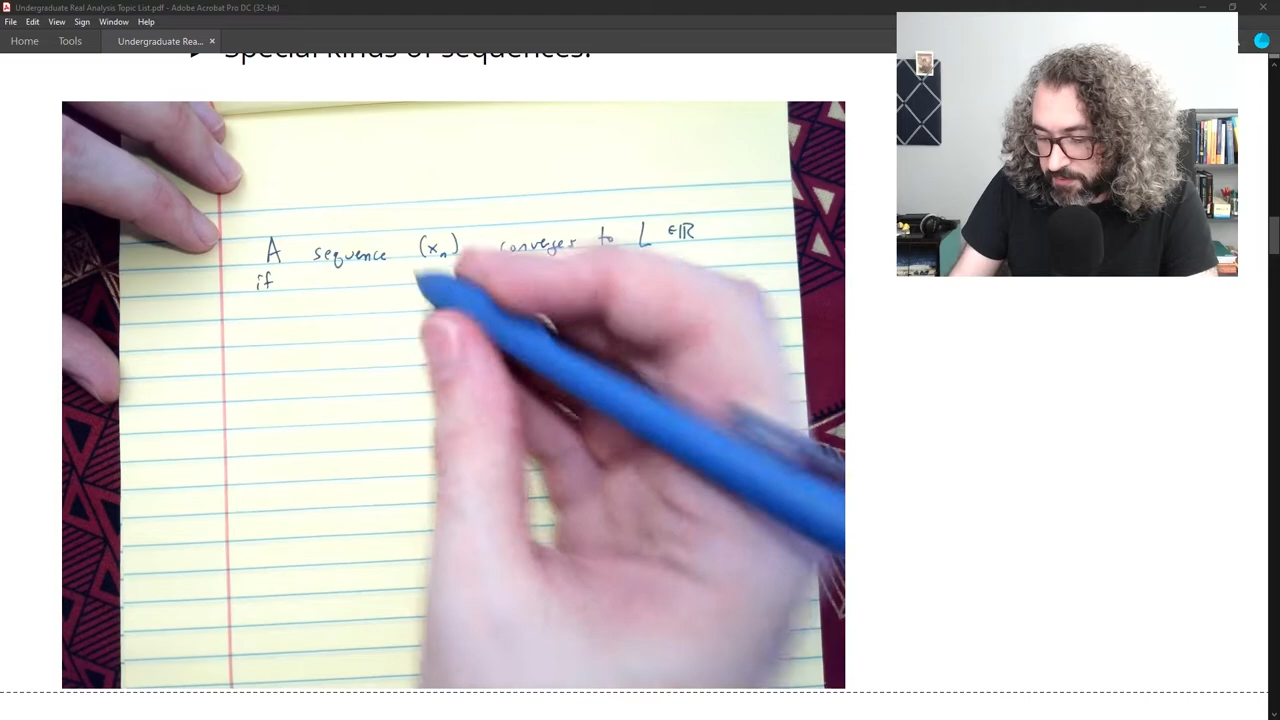 Undergraduate Real Analysis Topic List.pdf - Adobe Acrobat Pro DC (32-bit)
File Edit View Sign Window Help
Home Tools Undergraduate Rea... ×
Special kinds of sequences.
A sequence (xₙ) converges to L ∈ℝ
if